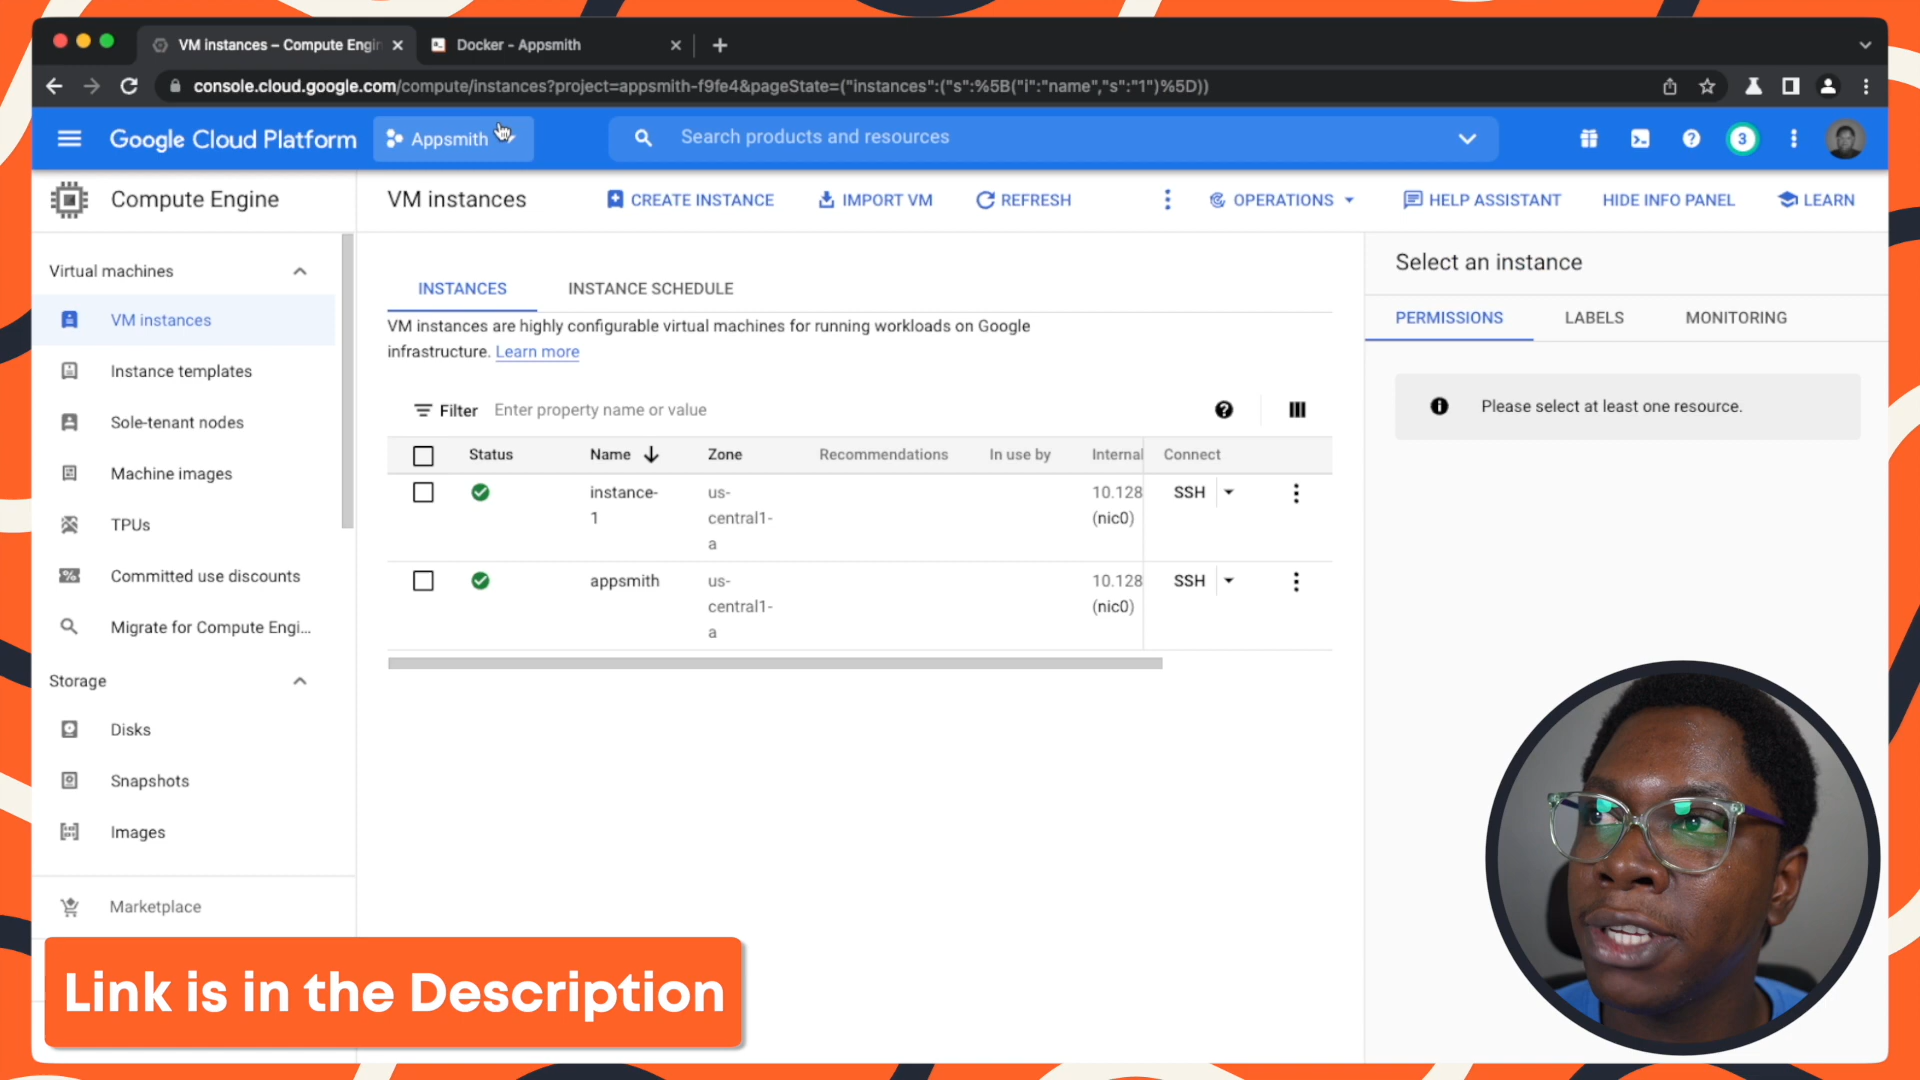 VM instances – Compute Engin
Docker - Appsmith
console.cloud.google.com/compute/instances?project=appsmith-f9fe4&pageState=("instances":("s":%5B("i":"name","s":"1")%5D))
Google Cloud Platform
Appsmith
Search products and resources
3
Compute Engine
VM instances
CREATE INSTANCE
IMPORT VM
REFRESH
OPERATIONS
HELP ASSISTANT
HIDE INFO PANEL
LEARN
Virtual machines
VM instances
Instance templates
Sole-tenant nodes
Machine images
TPUs
Committed use discounts
Migrate for Compute Engi...
Storage
Disks
Snapshots
Images
Marketplace
INSTANCES
INSTANCE SCHEDULE
VM instances are highly configurable virtual machines for running workloads on Google
infrastructure. Learn more
Filter
Enter property name or value
Status
Name
Zone
Recommendations
In use by
Internal
Connect
instance-
1
us-
central1-
a
10.128
(nic0)
SSH
appsmith
us-
central1-
a
10.128
(nic0)
SSH
Select an instance
PERMISSIONS
LABELS
MONITORING
Please select at least one resource.
Link is in the Description